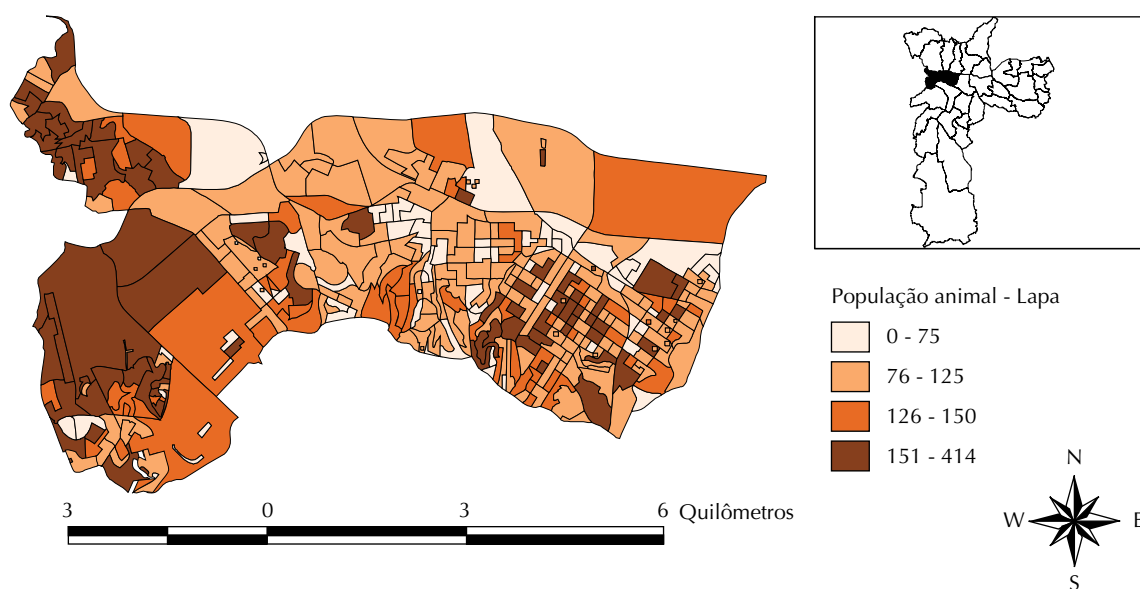 População animal - Lapa
0 - 75
76 - 125
126 - 150
151 - 414
3 0 3 6 Quilômetros
N
W E
S